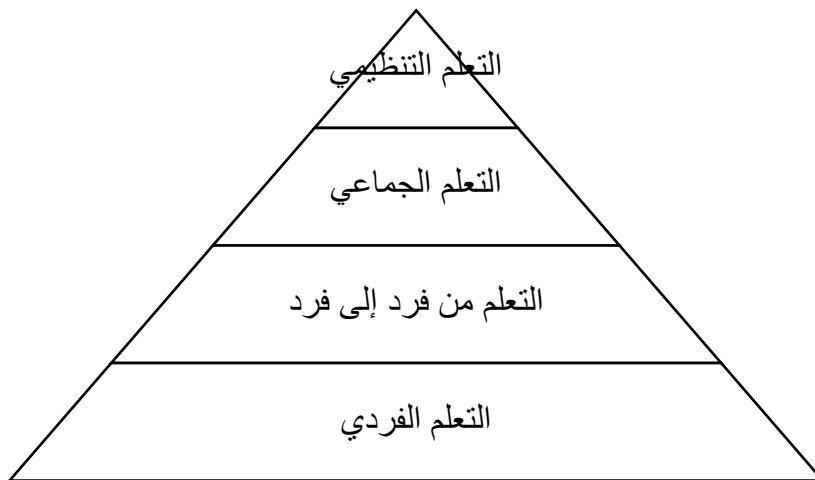 التعلم التنظيمي
التعلم الجماعي
التعلم من فرد إلى فرد
التعلم الفردي